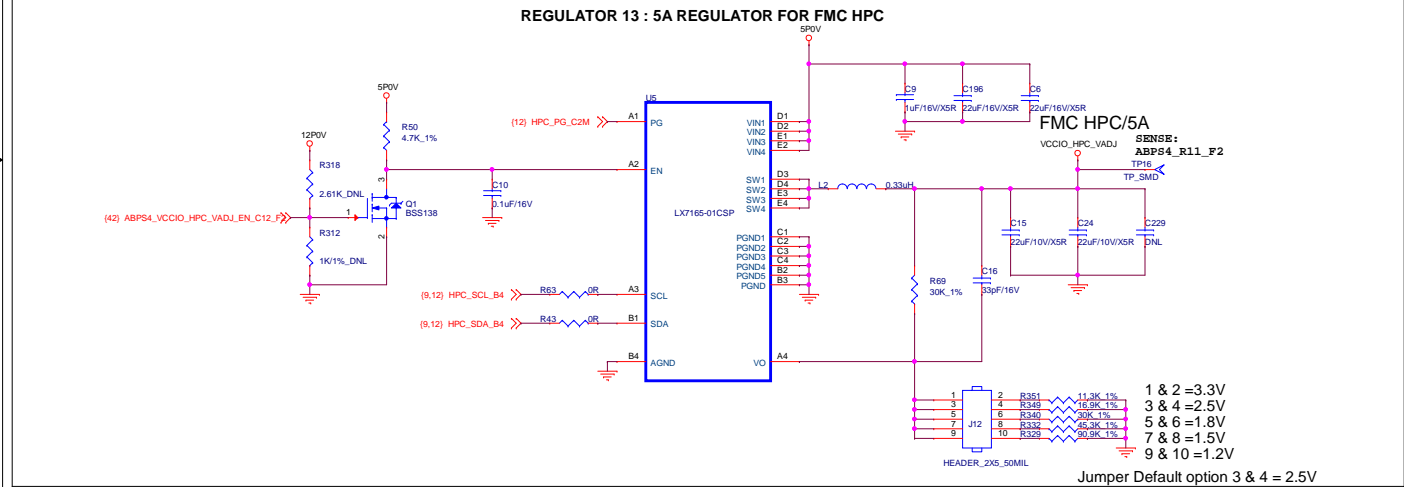 REGULATOR 13 : 5A REGULATOR FOR FMC HPC
5P0V
5P0V
12P0V
R50
4.7K_1%
R318
2.61K_DNL
R312
1K/1%_DNL
{42} ABPS4_VCCIO_HPC_VADJ_EN_C12_F
1
3
2
Q1
BSS138
C10
0.1uF/16V
{12} HPC_PG_C2M
{9,12} HPC_SCL_B4
R63
0R
{9,12} HPC_SDA_B4
R43
0R
U5
LX7165-01CSP
A1
PG
A2
EN
A3
SCL
B1
SDA
B4
AGND
VIN1
D1
VIN2
D2
VIN3
E1
VIN4
E2
SW1
D3
SW2
D4
SW3
E3
SW4
E4
PGND1
C1
PGND2
C2
PGND3
C3
PGND4
C4
PGND5
B2
PGND
B3
VO
A4
C9
1uF/16V/X5R
C196
22uF/16V/X5R
C6
22uF/16V/X5R
FMC HPC/5A
VCCIO_HPC_VADJ
SENSE:
ABPS4_R11_F2
TP16
TP_SMD
L2
0.33uH
C15
22uF/10V/X5R
C24
22uF/10V/X5R
C229
DNL
R69
30K_1%
C16
33pF/16V
J12
HEADER_2X5_50MIL
1
2
R351
11.3K_1%
3
4
R349
16.9K_1%
5
6
R340
30K_1%
7
8
R332
45.3K_1%
9
10
R329
90.9K_1%
1 & 2 =3.3V
3 & 4 =2.5V
5 & 6 =1.8V
7 & 8 =1.5V
9 & 10 =1.2V
Jumper Default option 3 & 4 = 2.5V